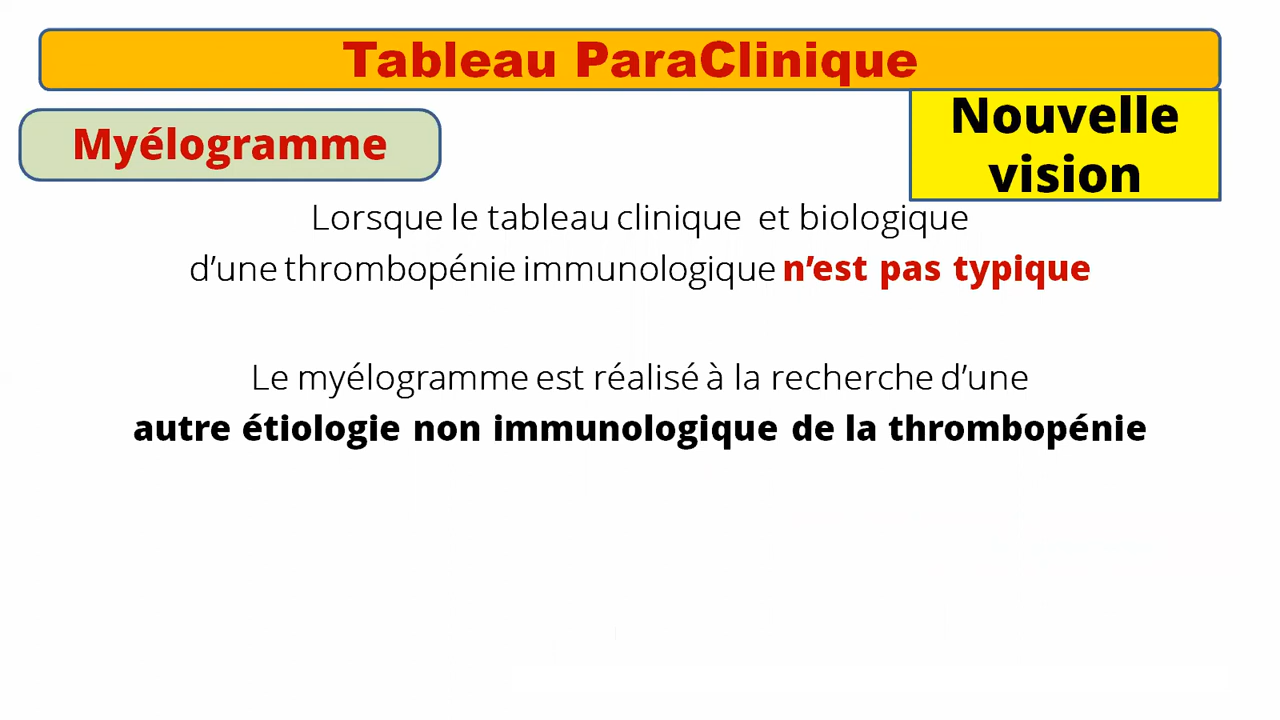 Tableau ParaClinique
Myélogramme
Nouvelle
vision
Lorsque le tableau clinique et biologique
d’une thrombopénie immunologique n’est pas typique
Le myélogramme est réalisé à la recherche d’une
autre étiologie non immunologique de la thrombopénie